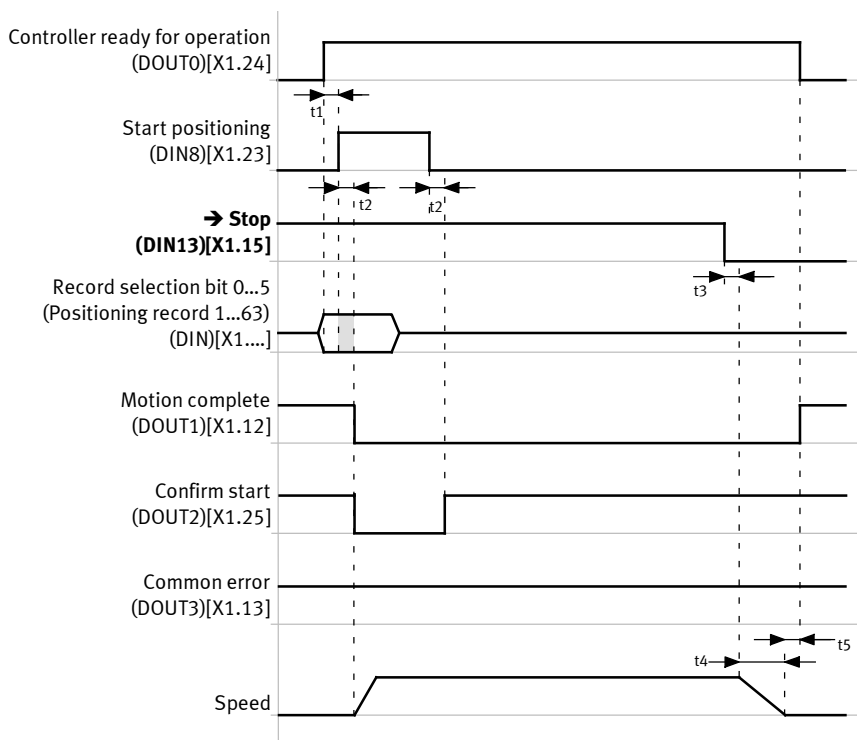 Controller ready for operation
(DOUT0)[X1.24]
t1
Start positioning
(DIN8)[X1.23]
t2
t2
➔ Stop
(DIN13)[X1.15]
t3
Record selection bit 0...5
(Positioning record 1...63)
(DIN)[X1....]
Motion complete
(DOUT1)[X1.12]
Confirm start
(DOUT2)[X1.25]
Common error
(DOUT3)[X1.13]
t5
t4
Speed